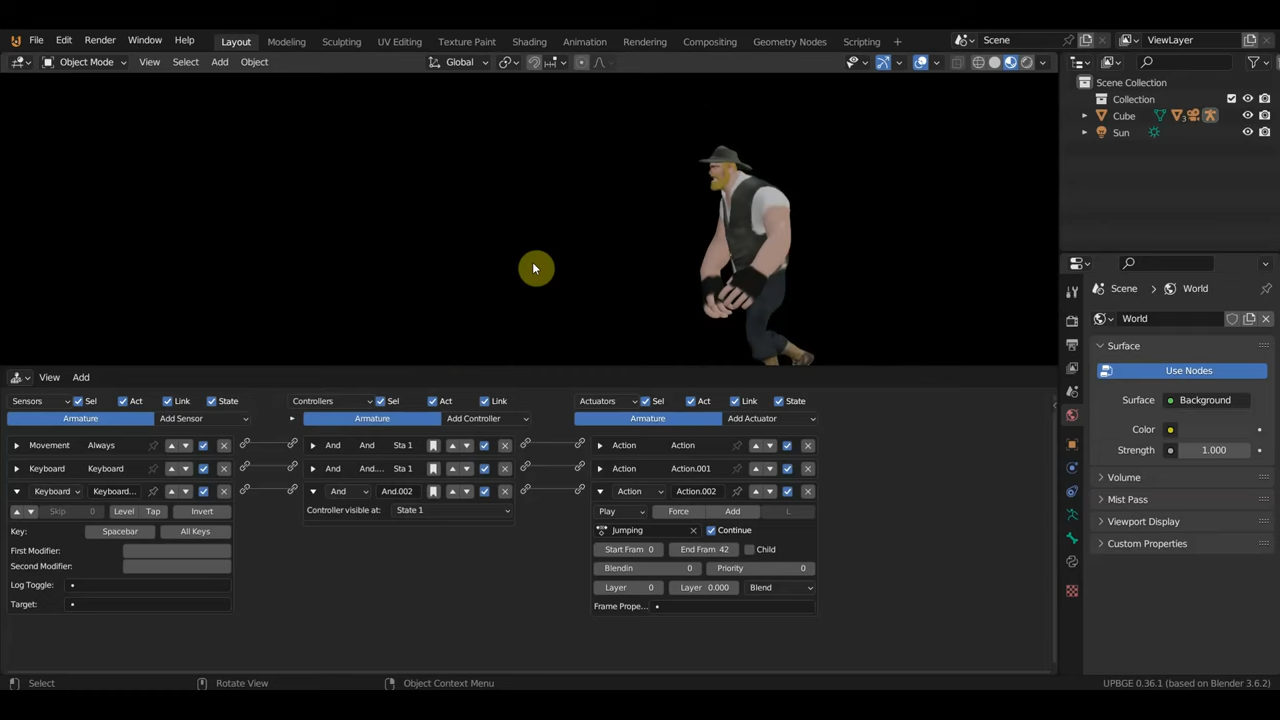 File Edit Render Window Help Layout Modeling Sculpting UV Editing Texture Paint Shading Animation Rendering Compositing Geometry Nodes Scripting + Scene ViewLayer
Object Mode View Select Add Object Global
Scene Collection
Collection
Cube 3
Sun
Scene > World
World
Surface
Use Nodes
Surface Background
Color
Strength 1.000
Volume
Mist Pass
Viewport Display
Custom Properties
View Add
Sensors Sel Act Link State Controllers Sel Act Link Actuators Sel Act Link State
Armature Add Sensor Armature Add Controller Armature Add Actuator
Movement Always And And Sta 1 Action Action
Keyboard Keyboard And And... Sta 1 Action Action.001
Keyboard Keyboard... And And.002 Action Action.002
Skip 0 Level Tap Invert Controller visible at: State 1 Play Force Add L
Key: Spacebar All Keys Jumping Continue
First Modifier: Start Fram 0 End Fram 42 Child
Second Modifier: Blendin 0 Priority 0
Log Toggle: Layer 0 Layer 0.000 Blend
Target: Frame Prope...
Select Rotate View Object Context Menu UPBGE 0.36.1 (based on Blender 3.6.2)